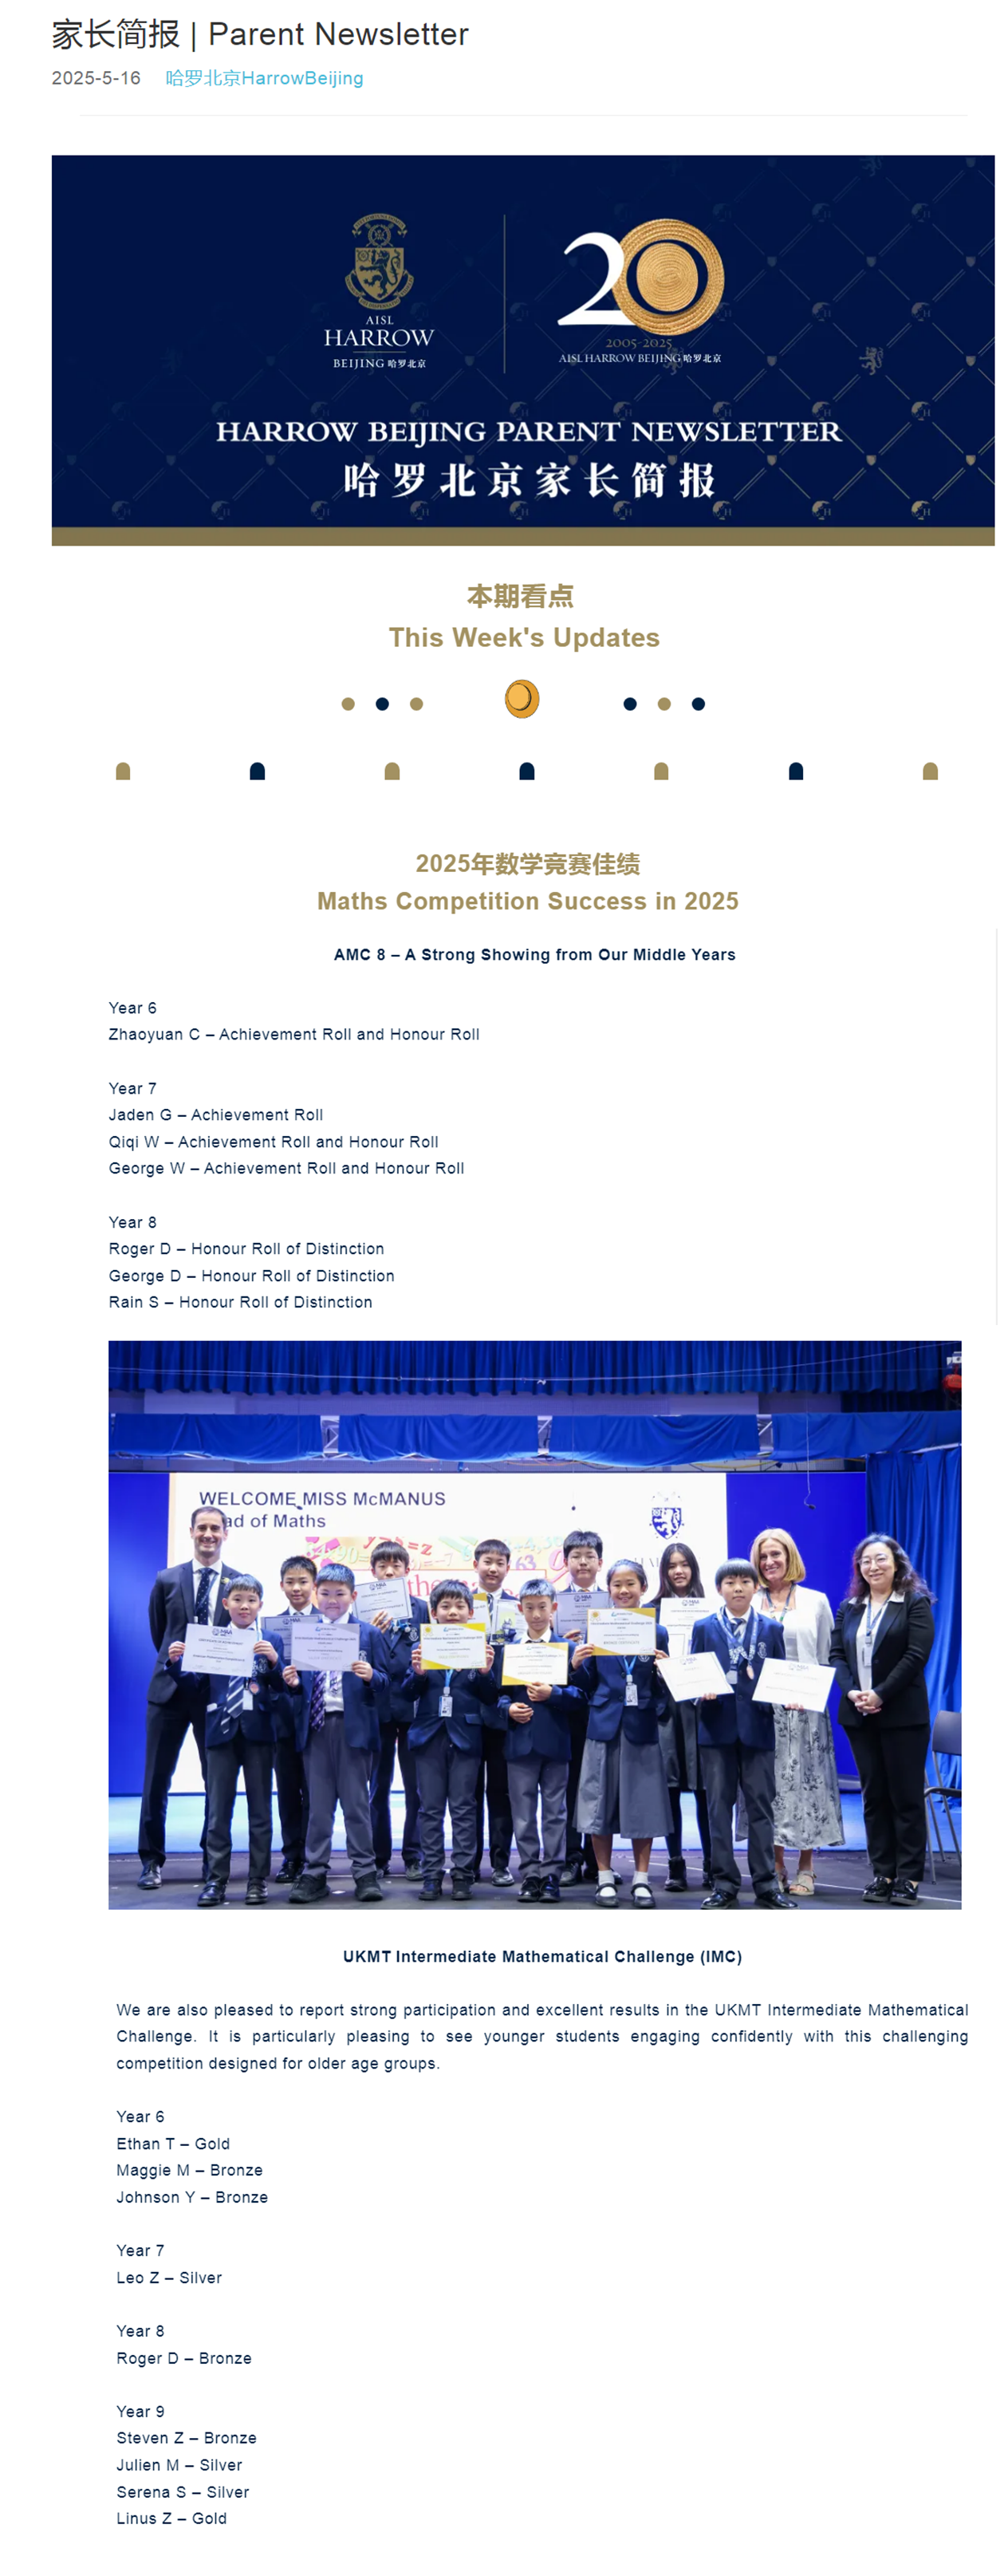 家长简报 | Parent Newsletter
2025-5-16 哈罗北京HarrowBeijing
AISL
HARROW
BEIJING 哈罗北京
20
2005-2025
AISL HARROW BEIJING 哈罗北京
HARROW BEIJING PARENT NEWSLETTER
哈罗北京家长简报
本期看点
This Week's Updates
2025年数学竞赛佳绩
Maths Competition Success in 2025
AMC 8 – A Strong Showing from Our Middle Years
Year 6
Zhaoyuan C – Achievement Roll and Honour Roll
Year 7
Jaden G – Achievement Roll
Qiqi W – Achievement Roll and Honour Roll
George W – Achievement Roll and Honour Roll
Year 8
Roger D – Honour Roll of Distinction
George D – Honour Roll of Distinction
Rain S – Honour Roll of Distinction
WELCOME MISS McMANUS
ad of Maths
UKMT Intermediate Mathematical Challenge (IMC)
We are also pleased to report strong participation and excellent results in the UKMT Intermediate Mathematical
Challenge. It is particularly pleasing to see younger students engaging confidently with this challenging
competition designed for older age groups.
Year 6
Ethan T – Gold
Maggie M – Bronze
Johnson Y – Bronze
Year 7
Leo Z – Silver
Year 8
Roger D – Bronze
Year 9
Steven Z – Bronze
Julien M – Silver
Serena S – Silver
Linus Z – Gold